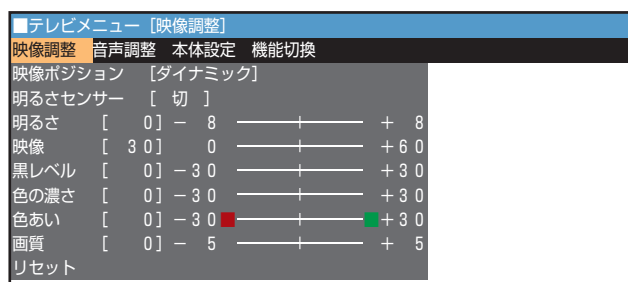 ■テレビメニュー［映像調整］
映像調整 音声調整 本体設定 機能切換
映像ポジション ［ダイナミック］
明るさセンサー ［ 切 ］
明るさ ［ 0］－ 8 ＋ 8
映像 ［ 30］ 0 ＋60
黒レベル ［ 0］－30 ＋30
色の濃さ ［ 0］－30 ＋30
色あい ［ 0］－30 ＋30
画質 ［ 0］－ 5 ＋ 5
リセット